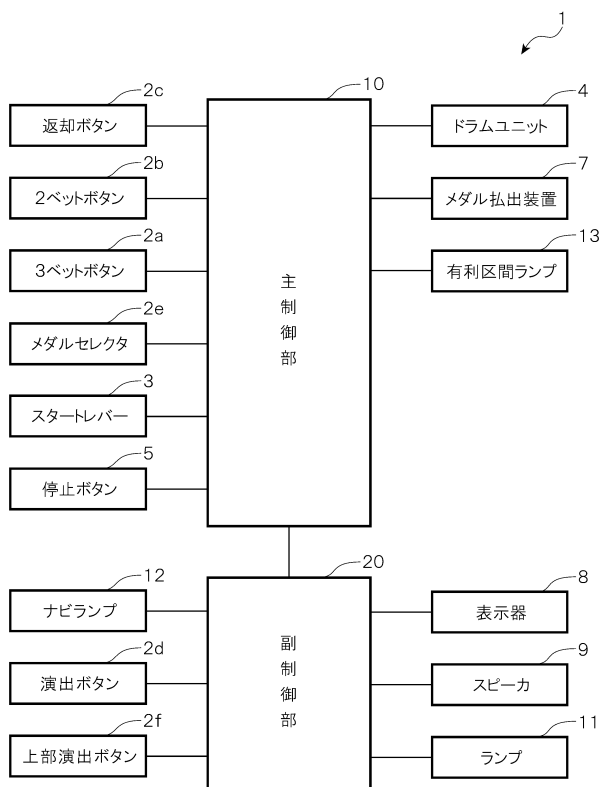 1
2c
返却ボタン
2b
2ベットボタン
2a
3ベットボタン
2e
メダルセレクタ
3
スタートレバー
5
停止ボタン
10
主制御部
4
ドラムユニット
7
メダル払出装置
13
有利区間ランプ
12
ナビランプ
2d
演出ボタン
2f
上部演出ボタン
20
副制御部
8
表示器
9
スピーカ
11
ランプ